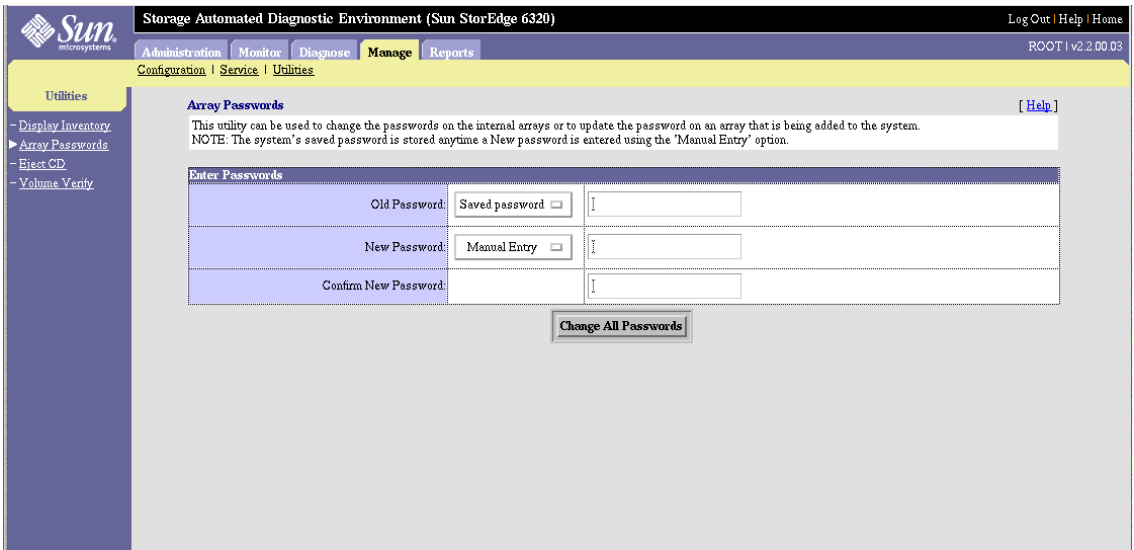 Sun
microsystems
Storage Automated Diagnostic Environment (Sun StorEdge 6320)
Log Out | Help | Home
Administration Monitor Diagnose Manage Reports
ROOT | v2.2.00.03
Configuration | Service | Utilities
Utilities
– Display Inventory
Array Passwords
– Eject CD
– Volume Verify
Array Passwords
[ Help ]
This utility can be used to change the passwords on the internal arrays or to update the password on an array that is being added to the system.
NOTE: The system's saved password is stored anytime a New password is entered using the 'Manual Entry' option.
Enter Passwords
Old Password: Saved password
New Password: Manual Entry
Confirm New Password:
Change All Passwords